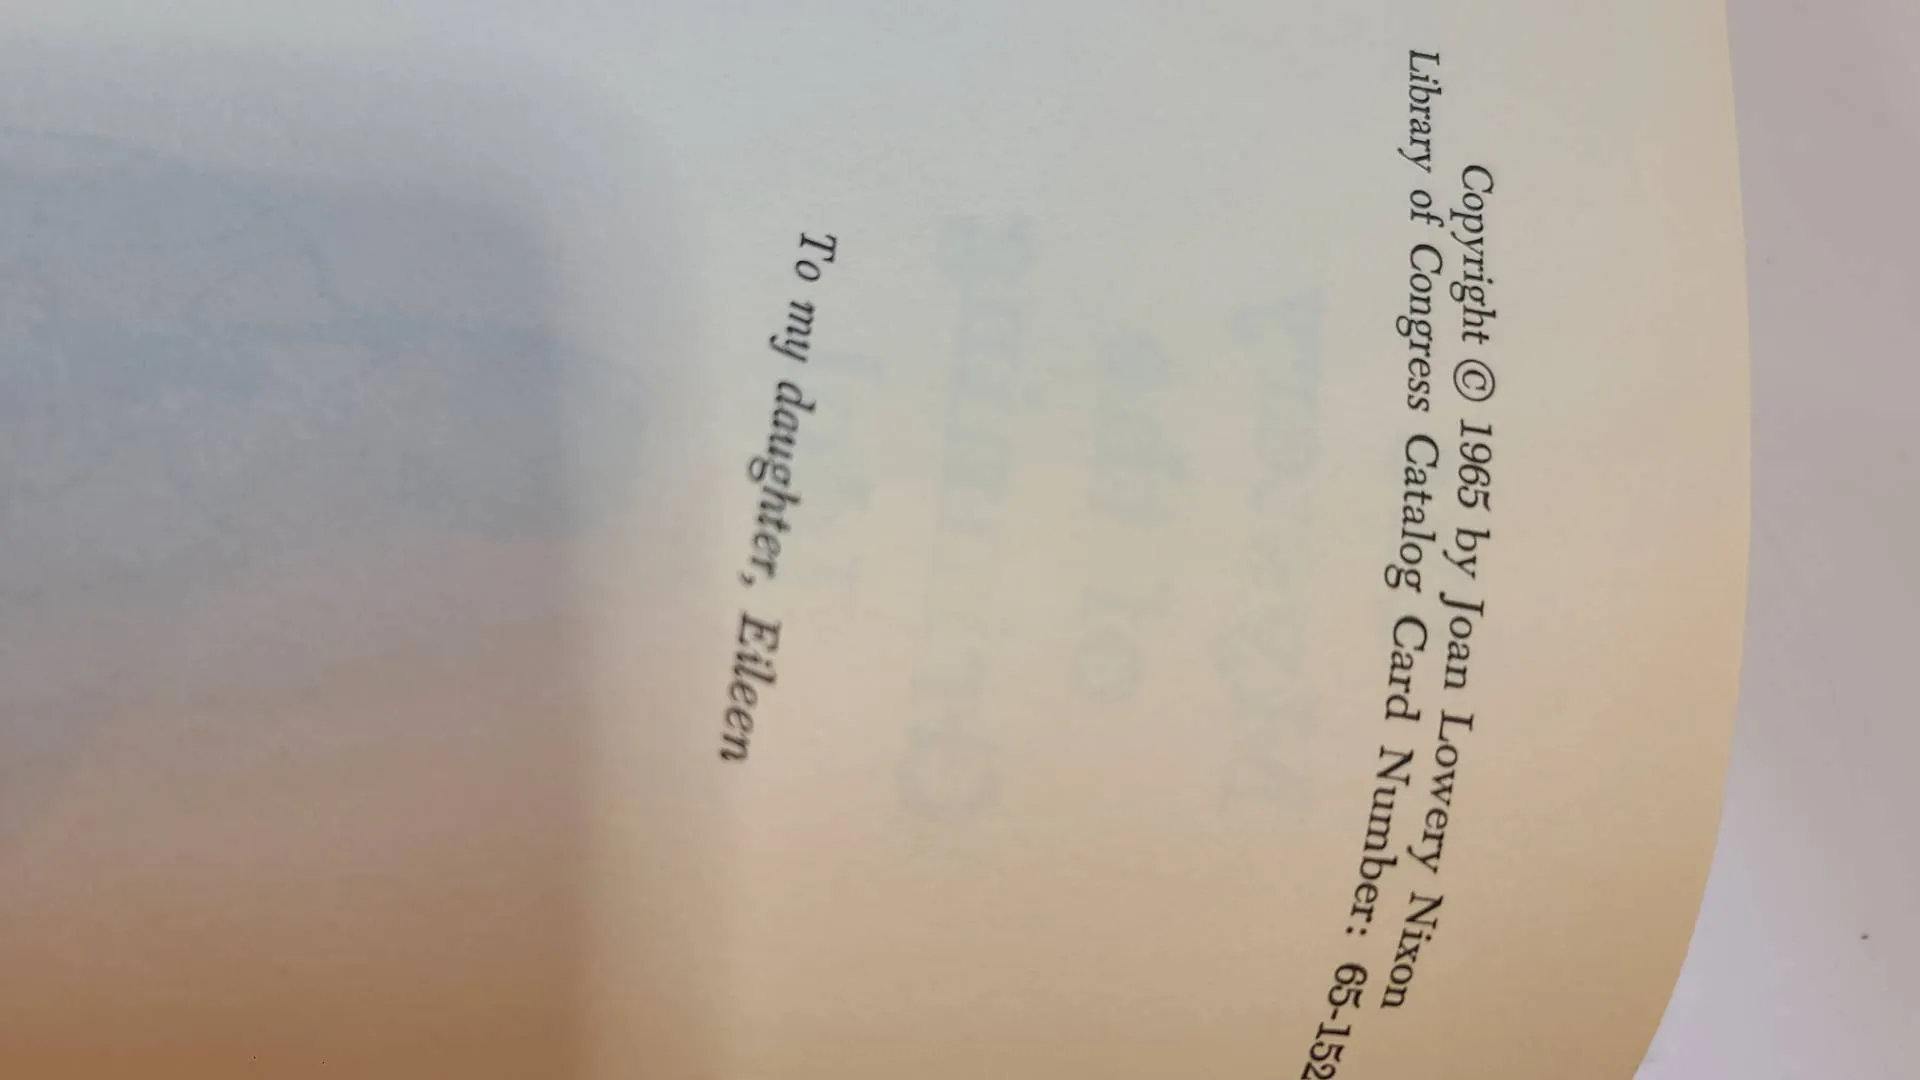 Copyright © 1965 by Joan Lowery Nixon
Library of Congress Catalog Card Number: 65-152
To my daughter, Eileen